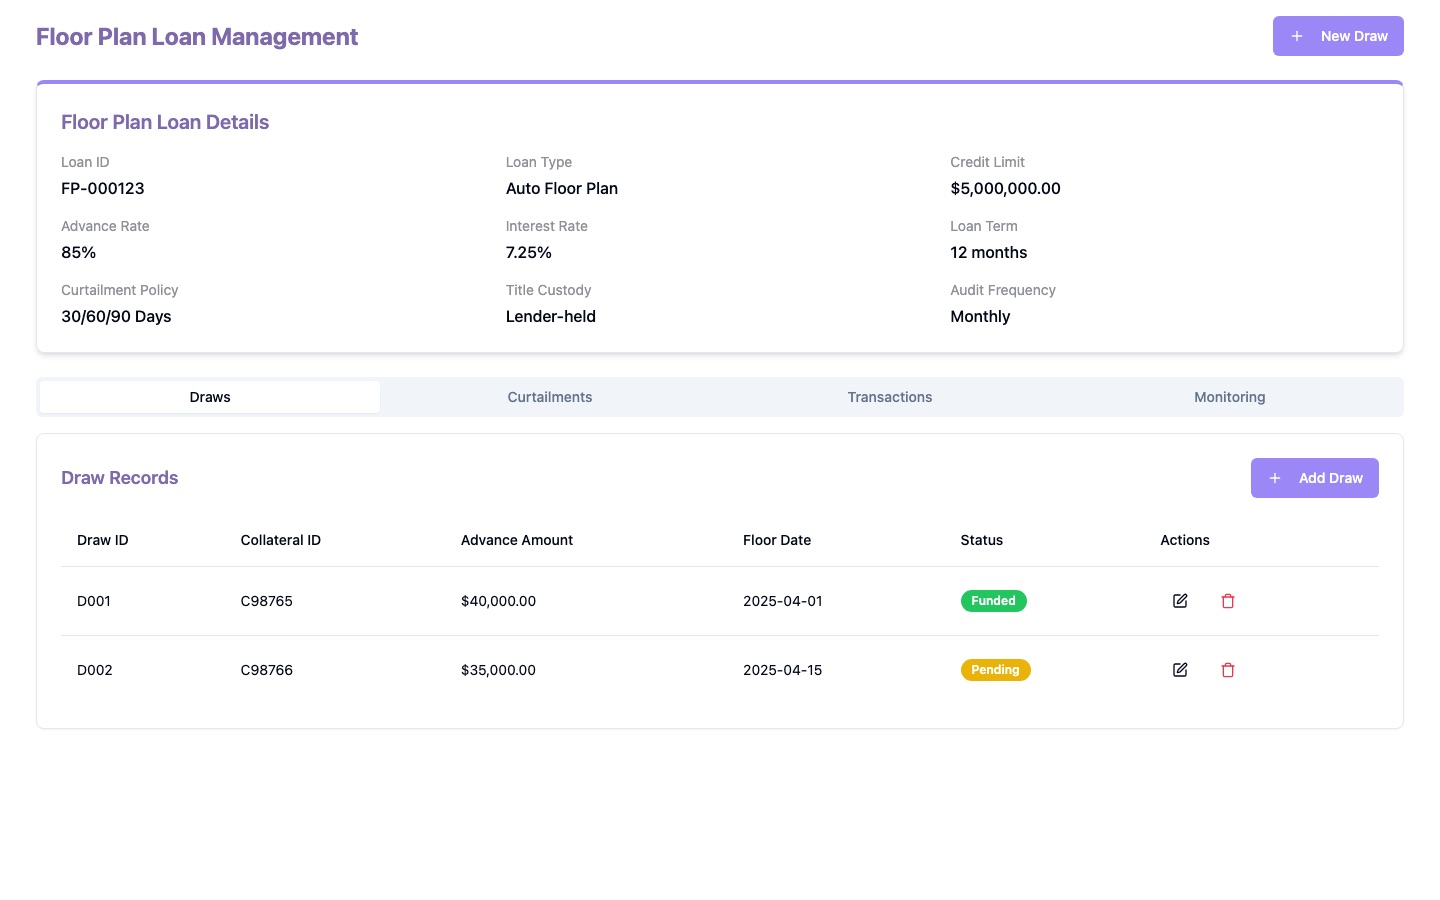 Floor Plan Loan Management
New Draw
Floor Plan Loan Details
Loan ID
Loan Type
Credit Limit
FP-000123
Auto Floor Plan
$5,000,000.00
Advance Rate
Interest Rate
Loan Term
85%
7.25%
12 months
Curtailment Policy
Title Custody
Audit Frequency
30/60/90 Days
Lender-held
Monthly
Draws
Curtailments
Transactions
Monitoring
Draw Records
Add Draw
Draw ID Collateral ID Advance Amount Floor Date Status Actions
D001 C98765 $40,000.00 2025-04-01 Funded
D002 C98766 $35,000.00 2025-04-15 Pending